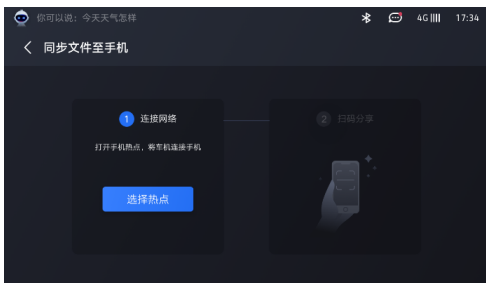 你可以说：今天天气怎样
4G 17:34
同步文件至手机
1 连接网络
打开手机热点，将车机连接手机
选择热点
2 扫码分享